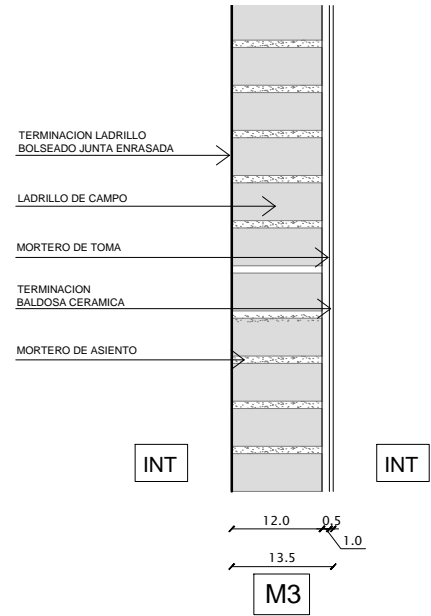 TERMINACION LADRILLO
BOLSEADO JUNTA ENRASADA
LADRILLO DE CAMPO
MORTERO DE TOMA
TERMINACION
BALDOSA CERAMICA
MORTERO DE ASIENTO
INT
INT
12.0
0.5
1.0
13.5
M3